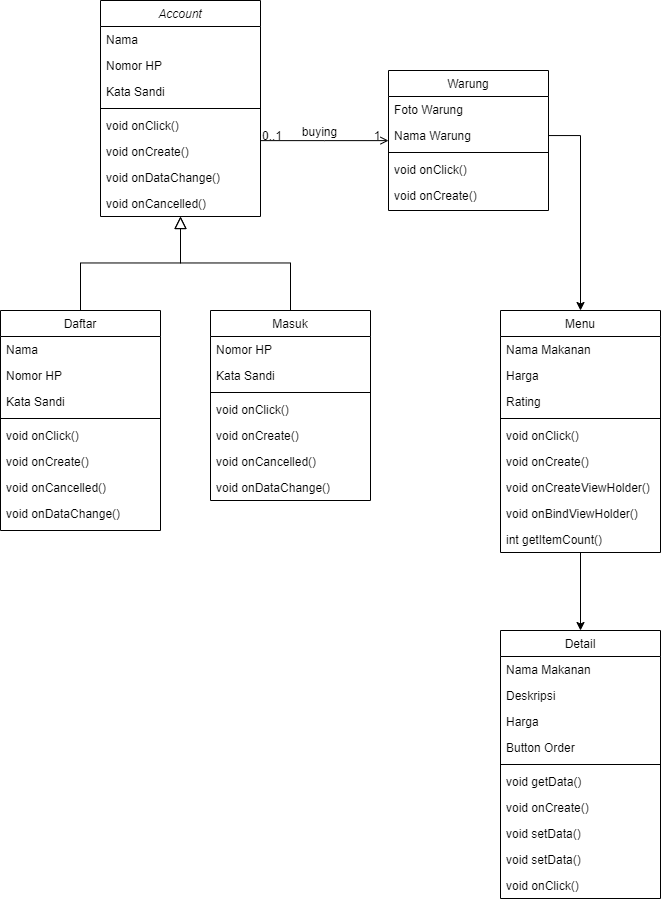 Account
Nama
Nomor HP
Kata Sandi
void onClick()
void onCreate()
void onDataChange()
void onCancelled()
0..1
buying
1
Warung
Foto Warung
Nama Warung
void onClick()
void onCreate()
Daftar
Nama
Nomor HP
Kata Sandi
void onClick()
void onCreate()
void onCancelled()
void onDataChange()
Masuk
Nomor HP
Kata Sandi
void onClick()
void onCreate()
void onCancelled()
void onDataChange()
Menu
Nama Makanan
Harga
Rating
void onClick()
void onCreate()
void onCreateViewHolder()
void onBindViewHolder()
int getItemCount()
Detail
Nama Makanan
Deskripsi
Harga
Button Order
void getData()
void onCreate()
void setData()
void setData()
void onClick()